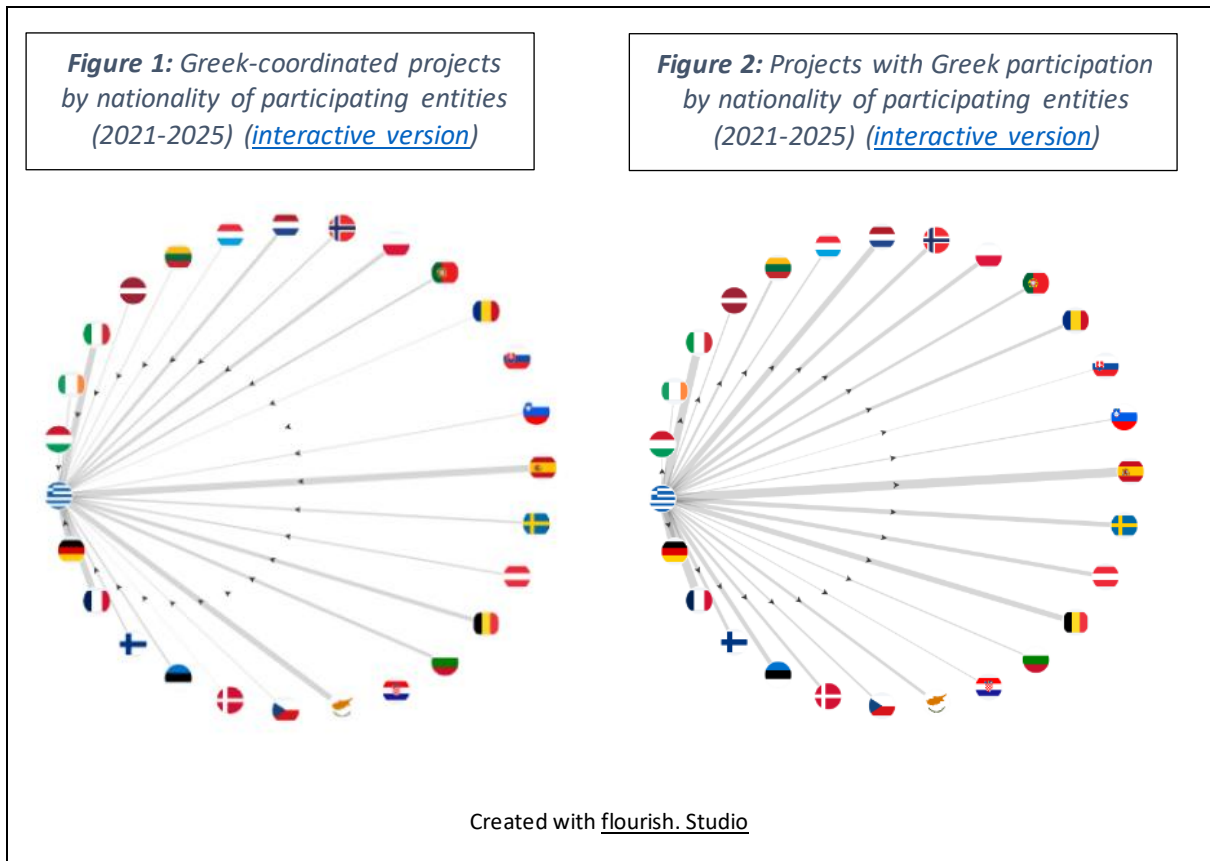 Figure 1: Greek-coordinated projects
by nationality of participating entities
(2021-2025) (interactive version)
Figure 2: Projects with Greek participation
by nationality of participating entities
(2021-2025) (interactive version)
Created with flourish. Studio